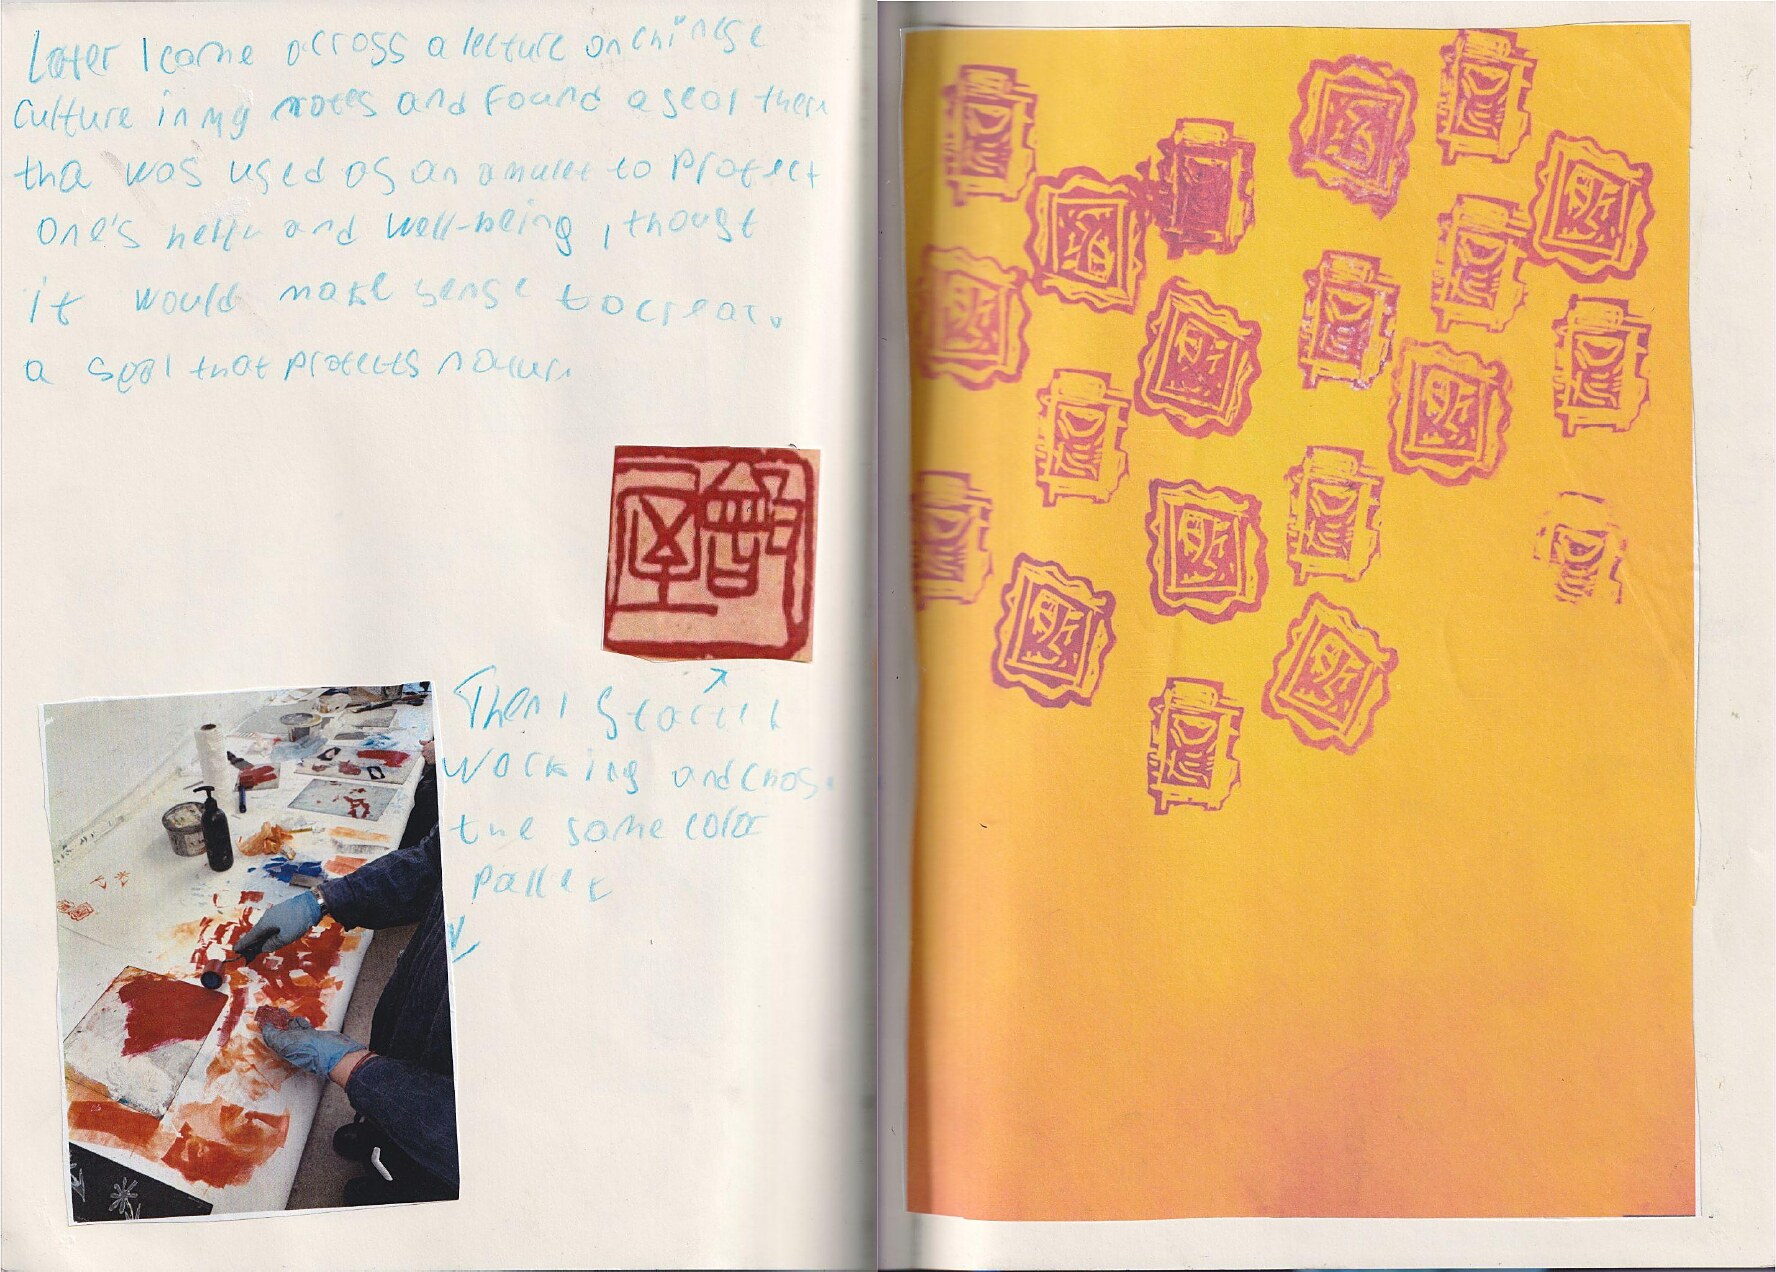 Later I came across a lecture on chinese
culture in my notes and found a seal there
tha was used as an amulet to protect
one's helth and well-being, I thougt
it would make sense to create
a seal that protects nature
Then I started
working and chose
the same color
pallet